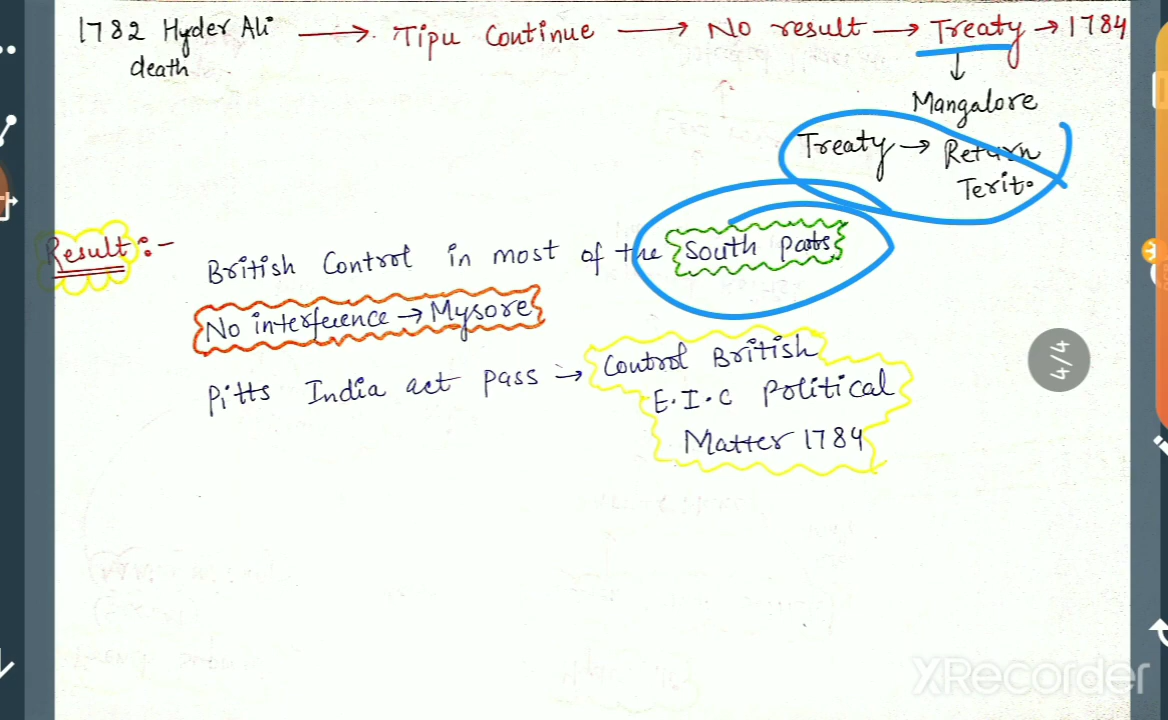 1782 Hyder Ali → Tipu Continue → No result → Treaty → 1784
death
↓
Mangalore
Treaty → Return
Terito
Result :-
British Control in most of the South parts
No interference → Mysore
Pitts India act pass → Control British
E.I.C Political
Matter 1784
4/4
XRecorder